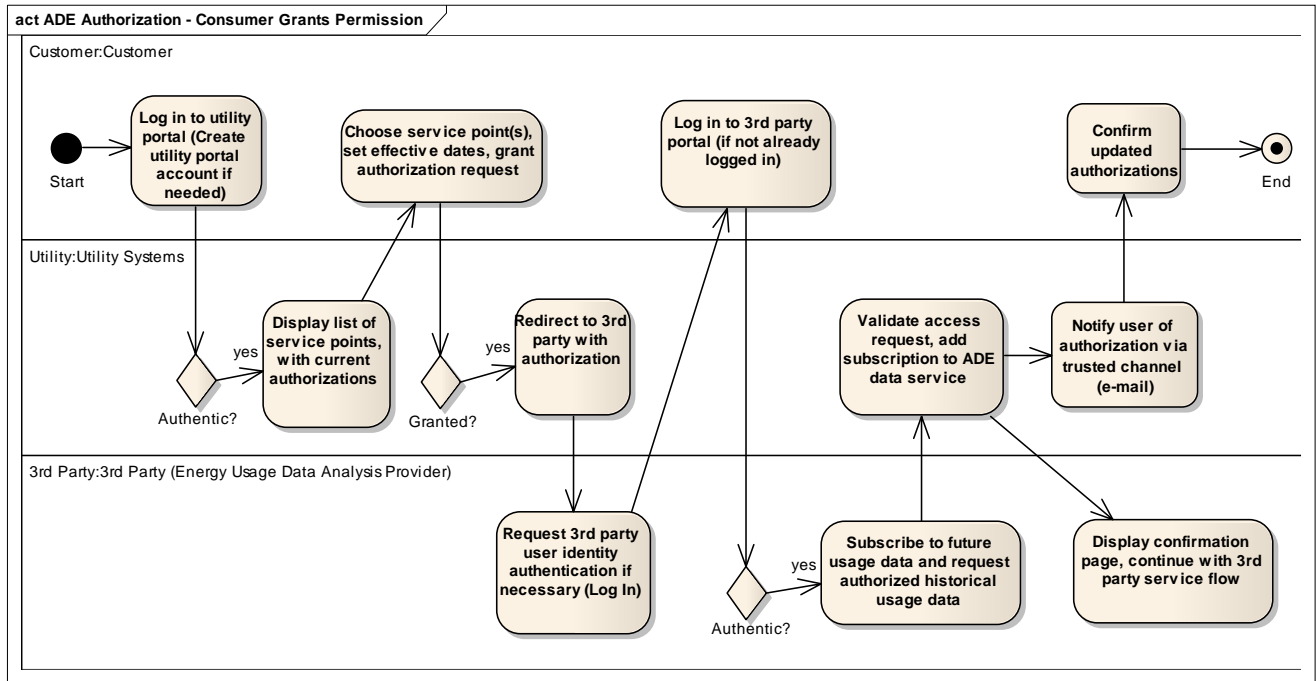 act ADE Authorization - Consumer Grants Permission
Customer:Customer
Start
Log in to utility
portal (Create
utility portal
account if
needed)
Choose service point(s),
set effective dates, grant
authorization request
Log in to 3rd party
portal (if not already
logged in)
Confirm
updated
authorizations
End
Utility:Utility Systems
Authentic?
yes
Display list of
service points,
with current
authorizations
Granted?
yes
Redirect to 3rd
party with
authorization
Validate access
request, add
subscription to ADE
data service
Notify user of
authorization via
trusted channel
(e-mail)
3rd Party:3rd Party (Energy Usage Data Analysis Provider)
Request 3rd party
user identity
authentication if
necessary (Log In)
Authentic?
yes
Subscribe to future
usage data and request
authorized historical
usage data
Display confirmation
page, continue with 3rd
party service flow